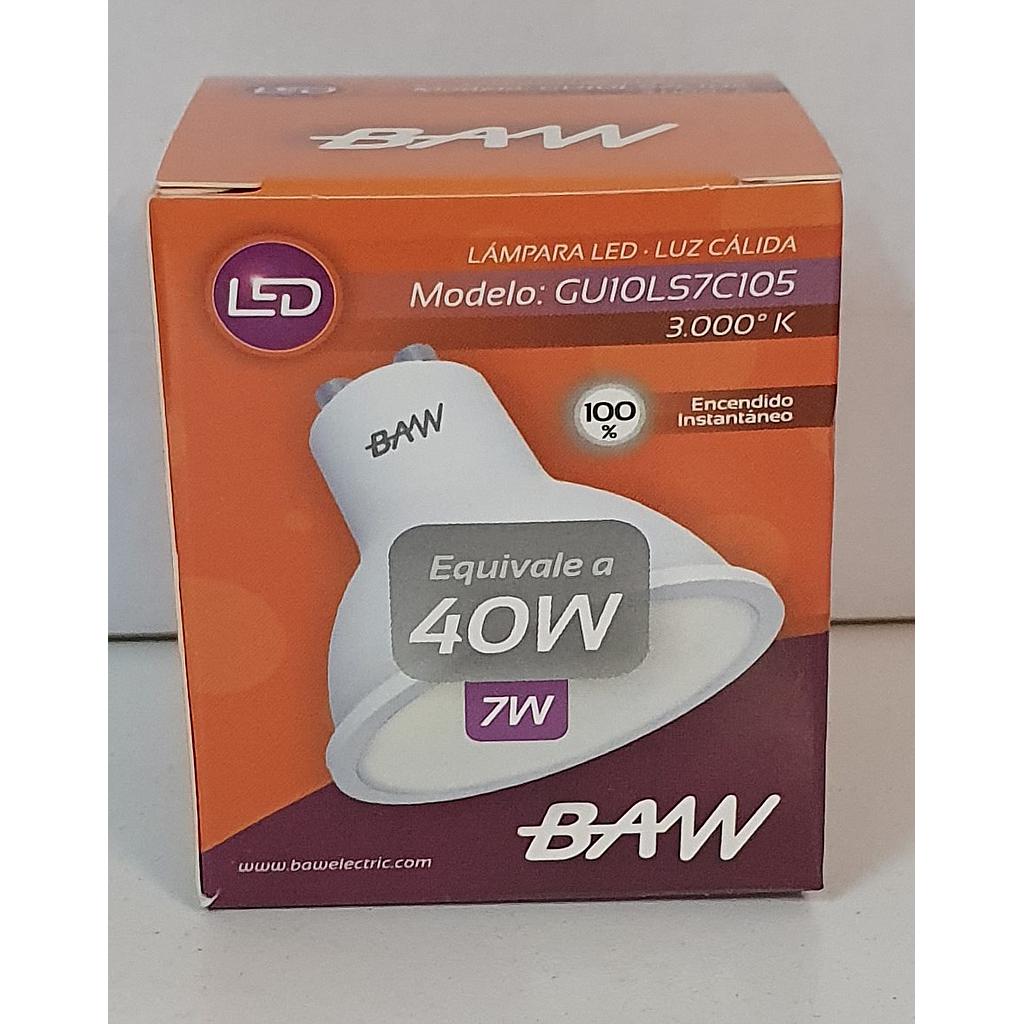 LED
BAW
LED
LÁMPARA LED · LUZ CÁLIDA
Modelo: GU10LS7C105
3.000° K
100
%
Encendido
Instantáneo
BAW
Equivale a
40W
7W
BAW
www.bawelectric.com